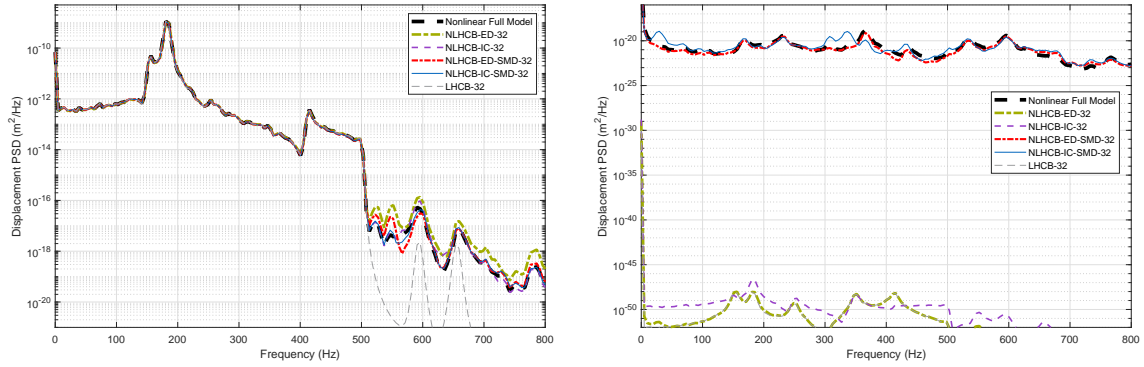 Displacement PSD (m²/Hz)
10⁻¹⁰
10⁻¹²
10⁻¹⁴
10⁻¹⁶
10⁻¹⁸
10⁻²⁰
Nonlinear Full Model
NLHCB-ED-32
NLHCB-IC-32
NLHCB-ED-SMD-32
NLHCB-IC-SMD-32
LHCB-32
0 100 200 300 400 500 600 700 800
Frequency (Hz)
Displacement PSD (m²/Hz)
10⁻²⁰
10⁻²⁵
10⁻³⁰
10⁻³⁵
10⁻⁴⁰
10⁻⁴⁵
10⁻⁵⁰
Nonlinear Full Model
NLHCB-ED-32
NLHCB-IC-32
NLHCB-ED-SMD-32
NLHCB-IC-SMD-32
LHCB-32
0 100 200 300 400 500 600 700 800
Frequency (Hz)